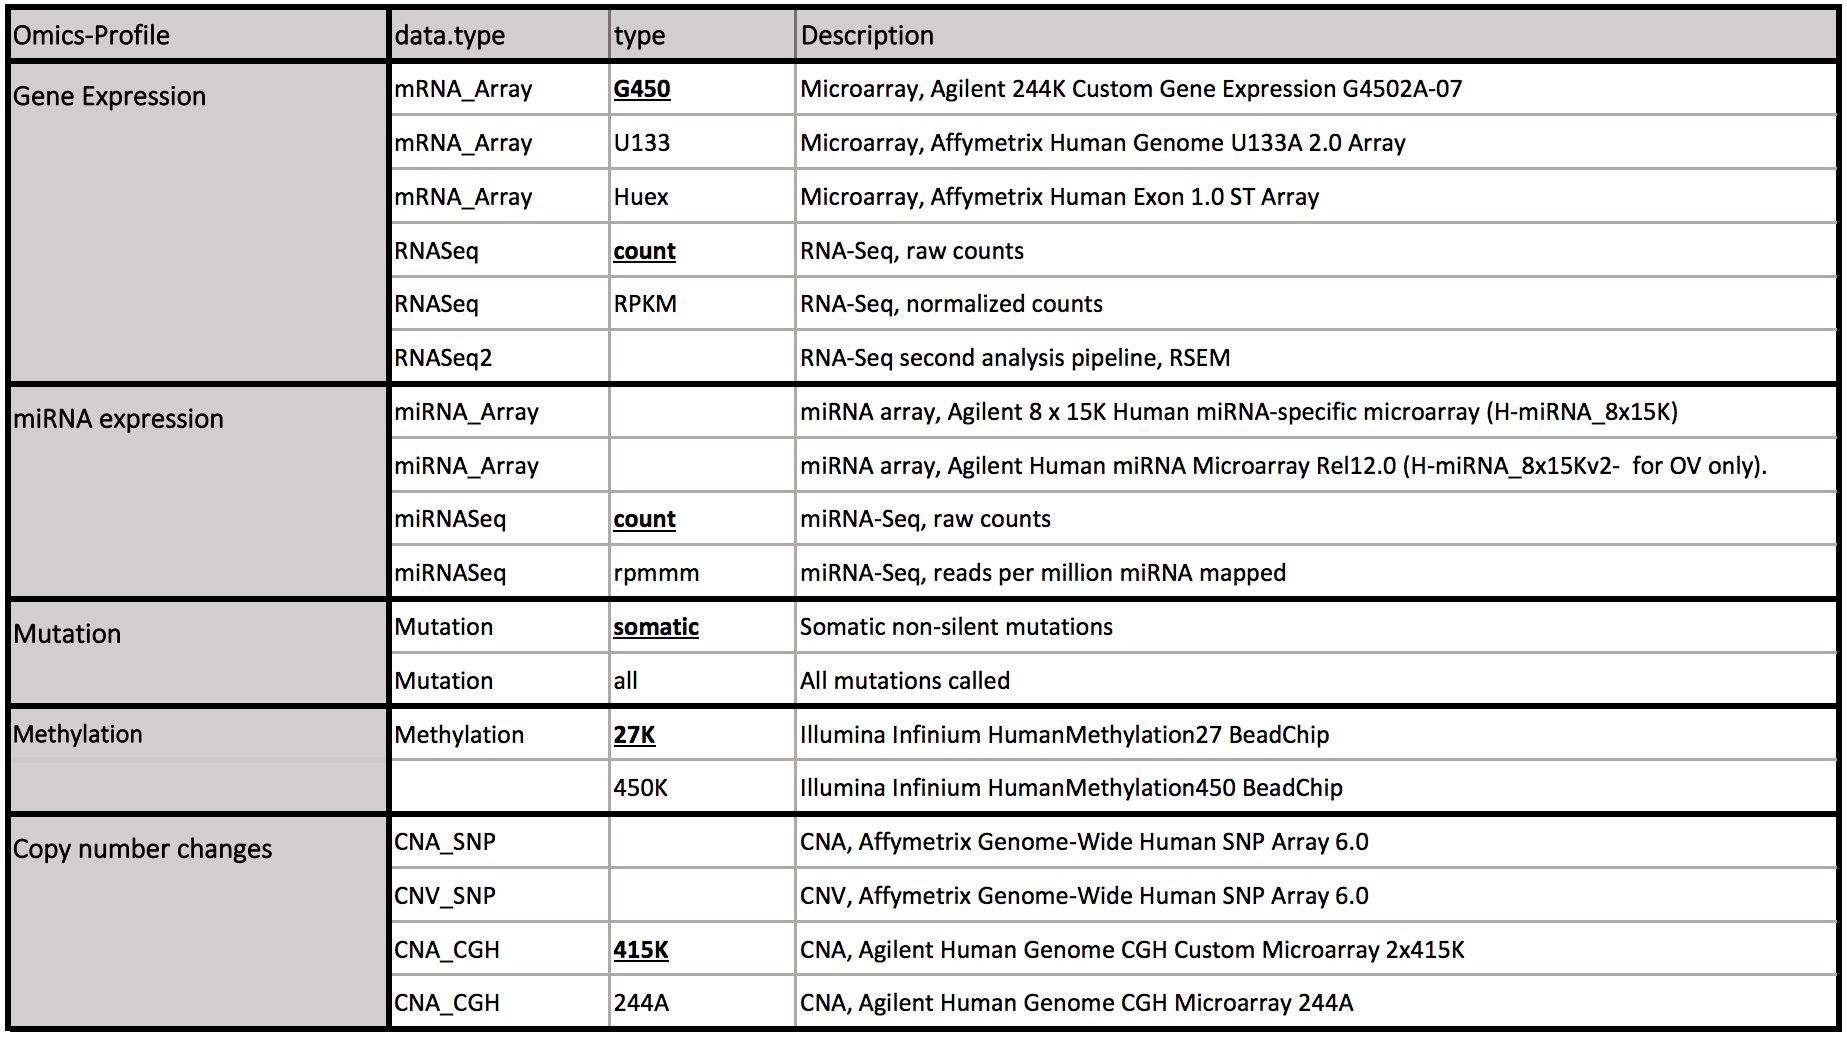 Omics-Profile data.type type Description
Gene Expression mRNA_Array G450 Microarray, Agilent 244K Custom Gene Expression G4502A-07
mRNA_Array U133 Microarray, Affymetrix Human Genome U133A 2.0 Array
mRNA_Array Huex Microarray, Affymetrix Human Exon 1.0 ST Array
RNASeq count RNA-Seq, raw counts
RNASeq RPKM RNA-Seq, normalized counts
RNASeq2 RNA-Seq second analysis pipeline, RSEM
miRNA expression miRNA_Array miRNA array, Agilent 8 x 15K Human miRNA-specific microarray (H-miRNA_8x15K)
miRNA_Array miRNA array, Agilent Human miRNA Microarray Rel12.0 (H-miRNA_8x15Kv2- for OV only).
miRNASeq count miRNA-Seq, raw counts
miRNASeq rpmmm miRNA-Seq, reads per million miRNA mapped
Mutation Mutation somatic Somatic non-silent mutations
Mutation all All mutations called
Methylation Methylation 27K Illumina Infinium HumanMethylation27 BeadChip
450K Illumina Infinium HumanMethylation450 BeadChip
Copy number changes CNA_SNP CNA, Affymetrix Genome-Wide Human SNP Array 6.0
CNV_SNP CNV, Affymetrix Genome-Wide Human SNP Array 6.0
CNA_CGH 415K CNA, Agilent Human Genome CGH Custom Microarray 2x415K
CNA_CGH 244A CNA, Agilent Human Genome CGH Microarray 244A